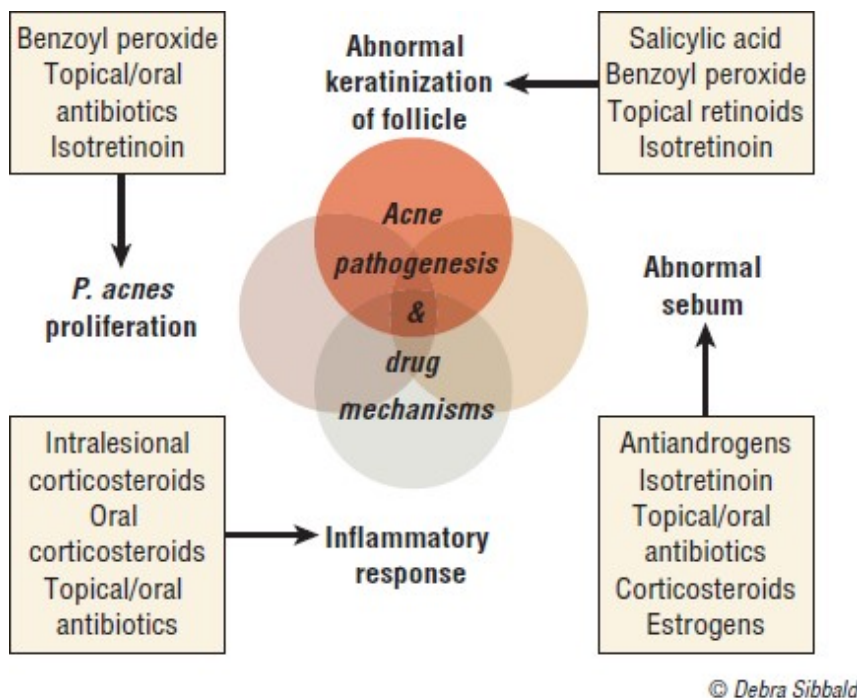 Benzoyl peroxide
Topical/oral
antibiotics
Isotretinoin
Abnormal
keratinization
of follicle
Salicylic acid
Benzoyl peroxide
Topical retinoids
Isotretinoin
Acne
pathogenesis
&
drug
mechanisms
P. acnes
proliferation
Abnormal
sebum
Intralesional
corticosteroids
Oral
corticosteroids
Topical/oral
antibiotics
Inflammatory
response
Antiandrogens
Isotretinoin
Topical/oral
antibiotics
Corticosteroids
Estrogens
© Debra Sibbald